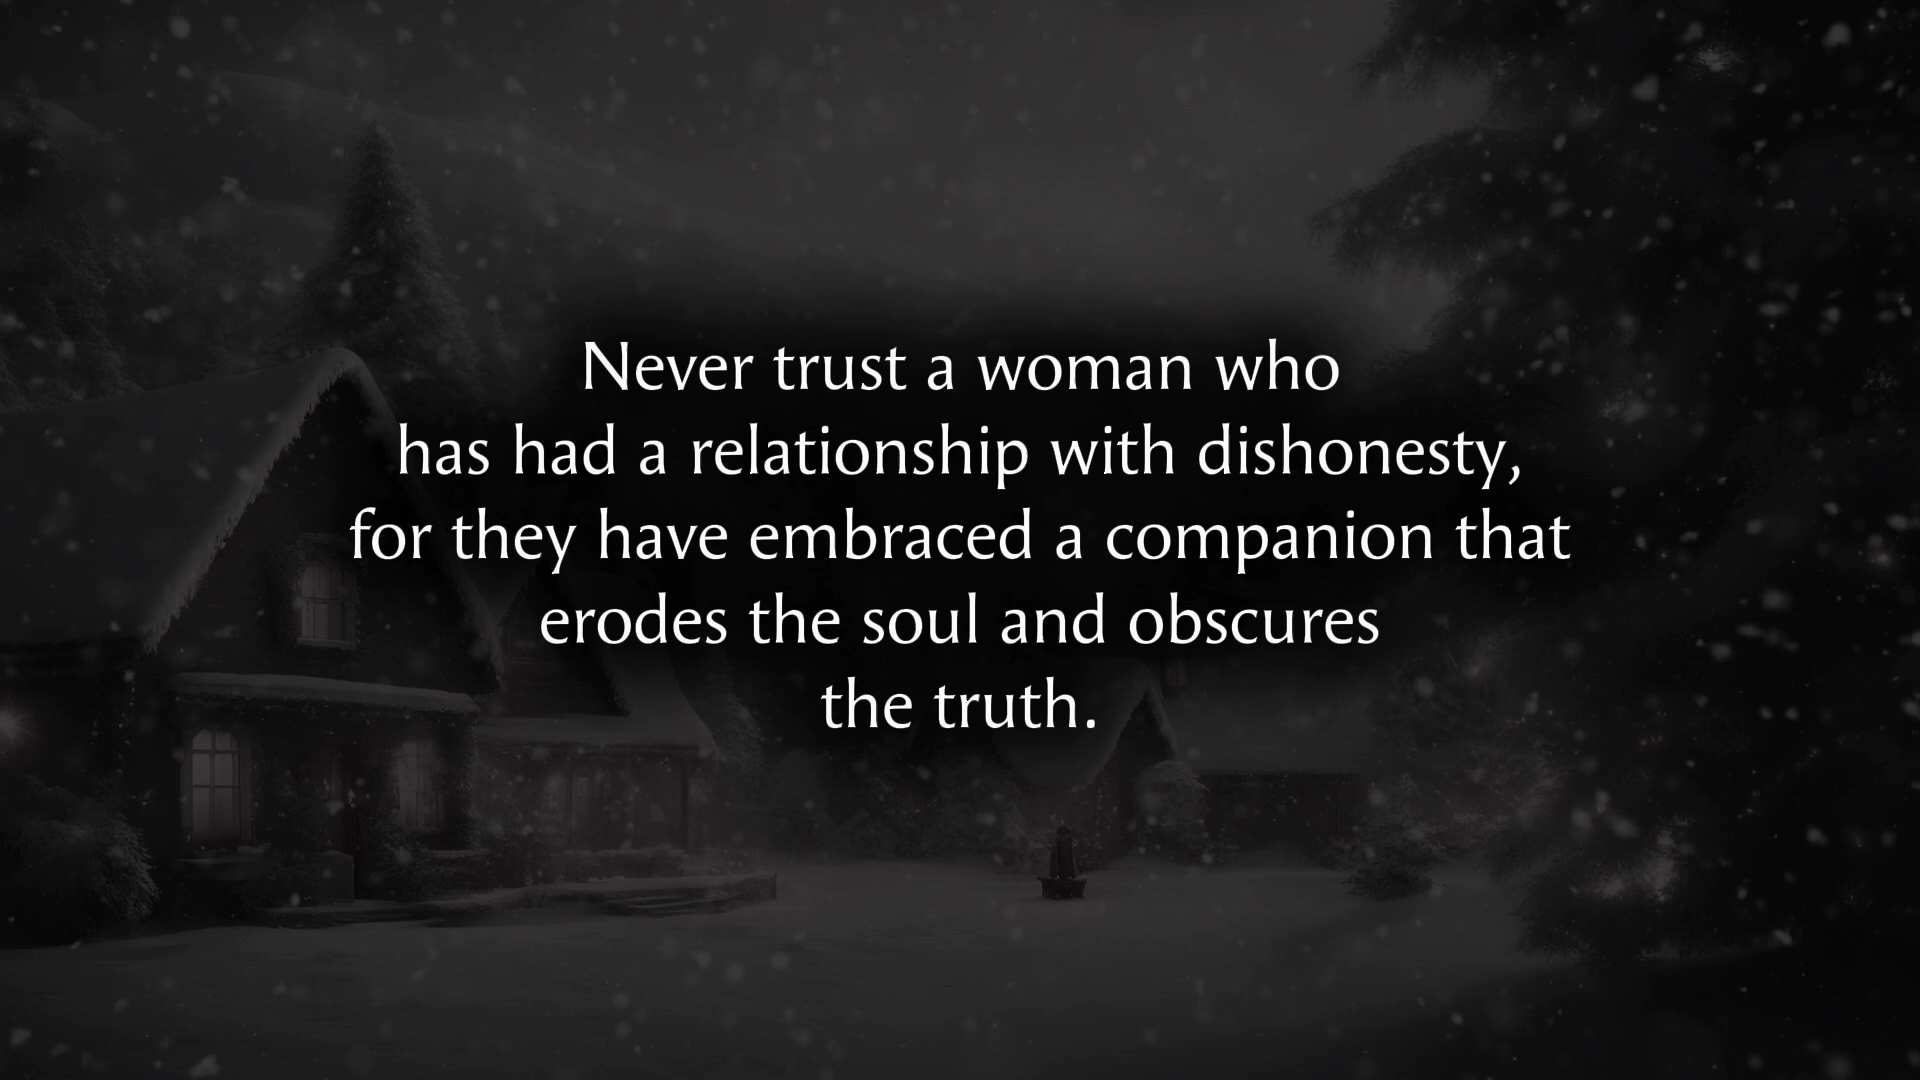 Never trust a woman who
has had a relationship with dishonesty,
for they have embraced a companion that
erodes the soul and obscures
the truth.